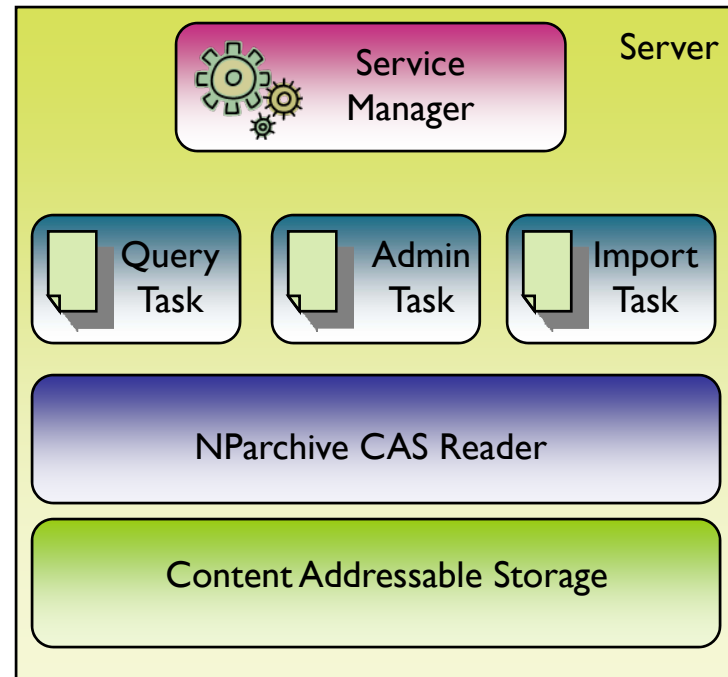 Server
Service
Manager
Query
Task
Admin
Task
Import
Task
NParchive CAS Reader
Content Addressable Storage